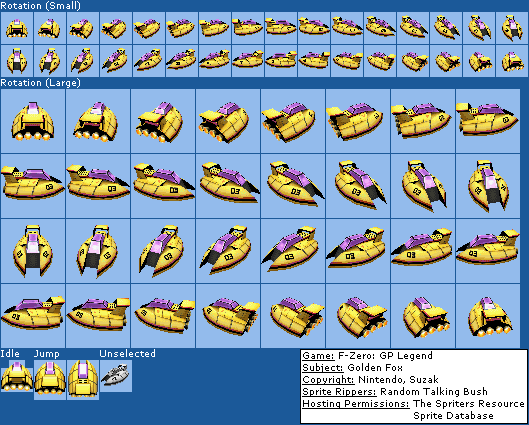 Rotation (Small)
Rotation (Large)
Idle Jump Unselected
Game: F-Zero: GP Legend
Subject: Golden Fox
Copyright: Nintendo, Suzak
Sprite Rippers: Random Talking Bush
Hosting Permissions: The Spriters Resource
Sprite Database